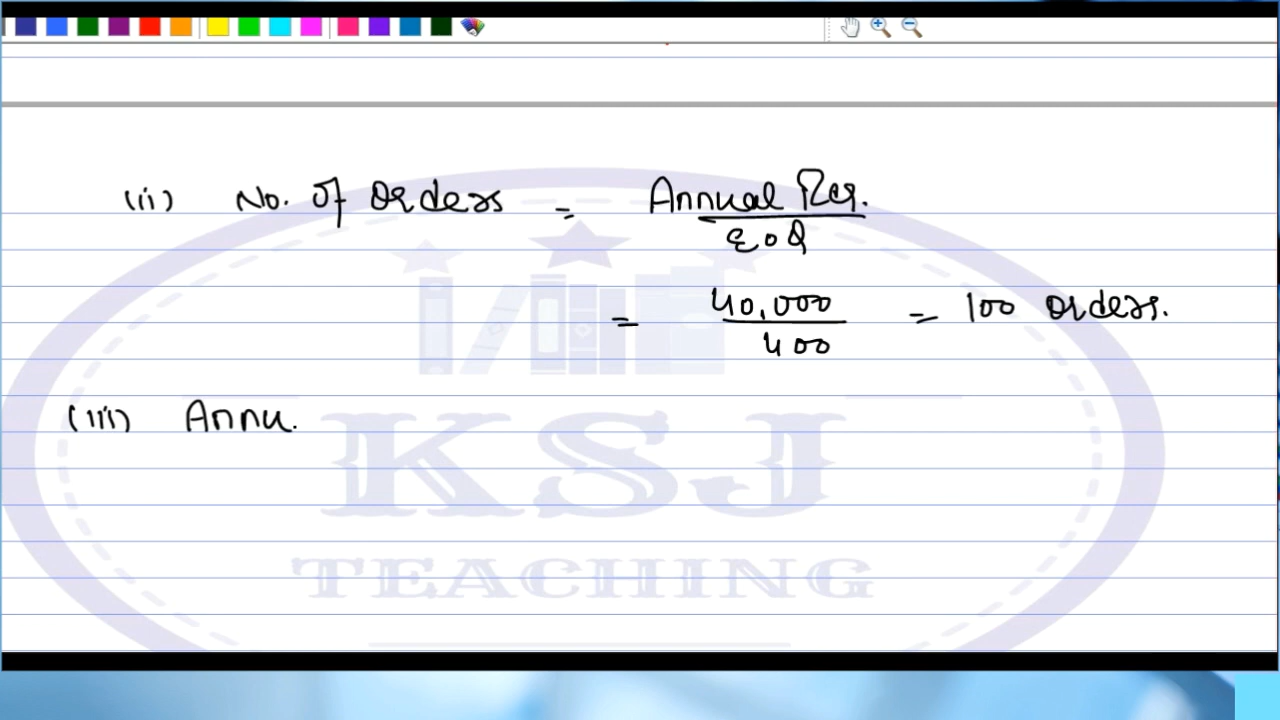 (ii) No. of Orders = Annual Req.
EOQ
= 40,000 = 100 Orders.
400
(iii) Annu.
KSJ
TEACHING